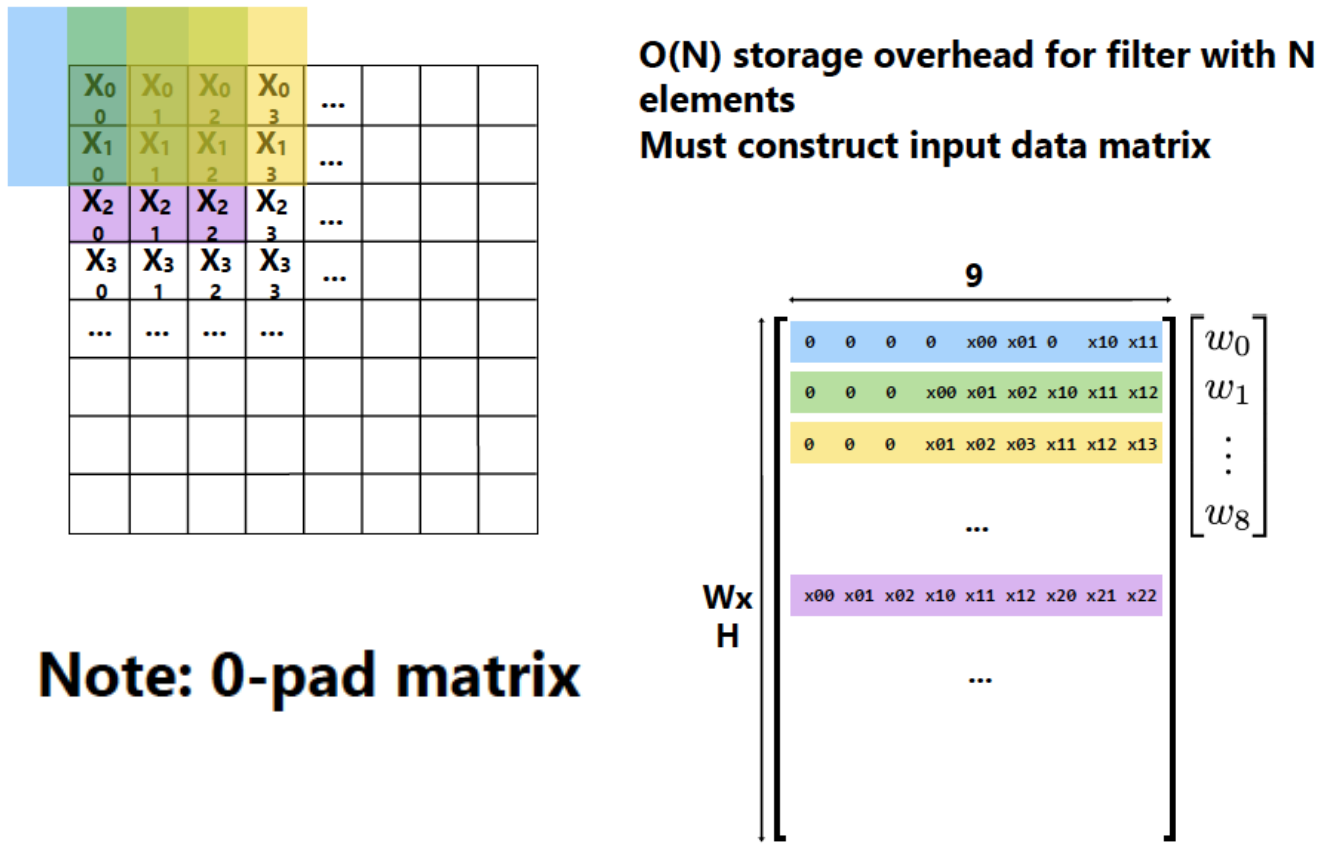 O(N) storage overhead for filter with N
elements
Must construct input data matrix
X0 X0 X0 X0 ...
0 1 2 3
X1 X1 X1 X1 ...
0 1 2 3
X2 X2 X2 X2 ...
0 1 2 3
X3 X3 X3 X3 ...
0 1 2 3
... ... ... ...
Note: 0-pad matrix
9
Wx
H
0 0 0 0 x00 x01 0 x10 x11
0 0 0 x00 x01 x02 x10 x11 x12
0 0 0 x01 x02 x03 x11 x12 x13
...
x00 x01 x02 x10 x11 x12 x20 x21 x22
...
w0
w1
⋮
w8